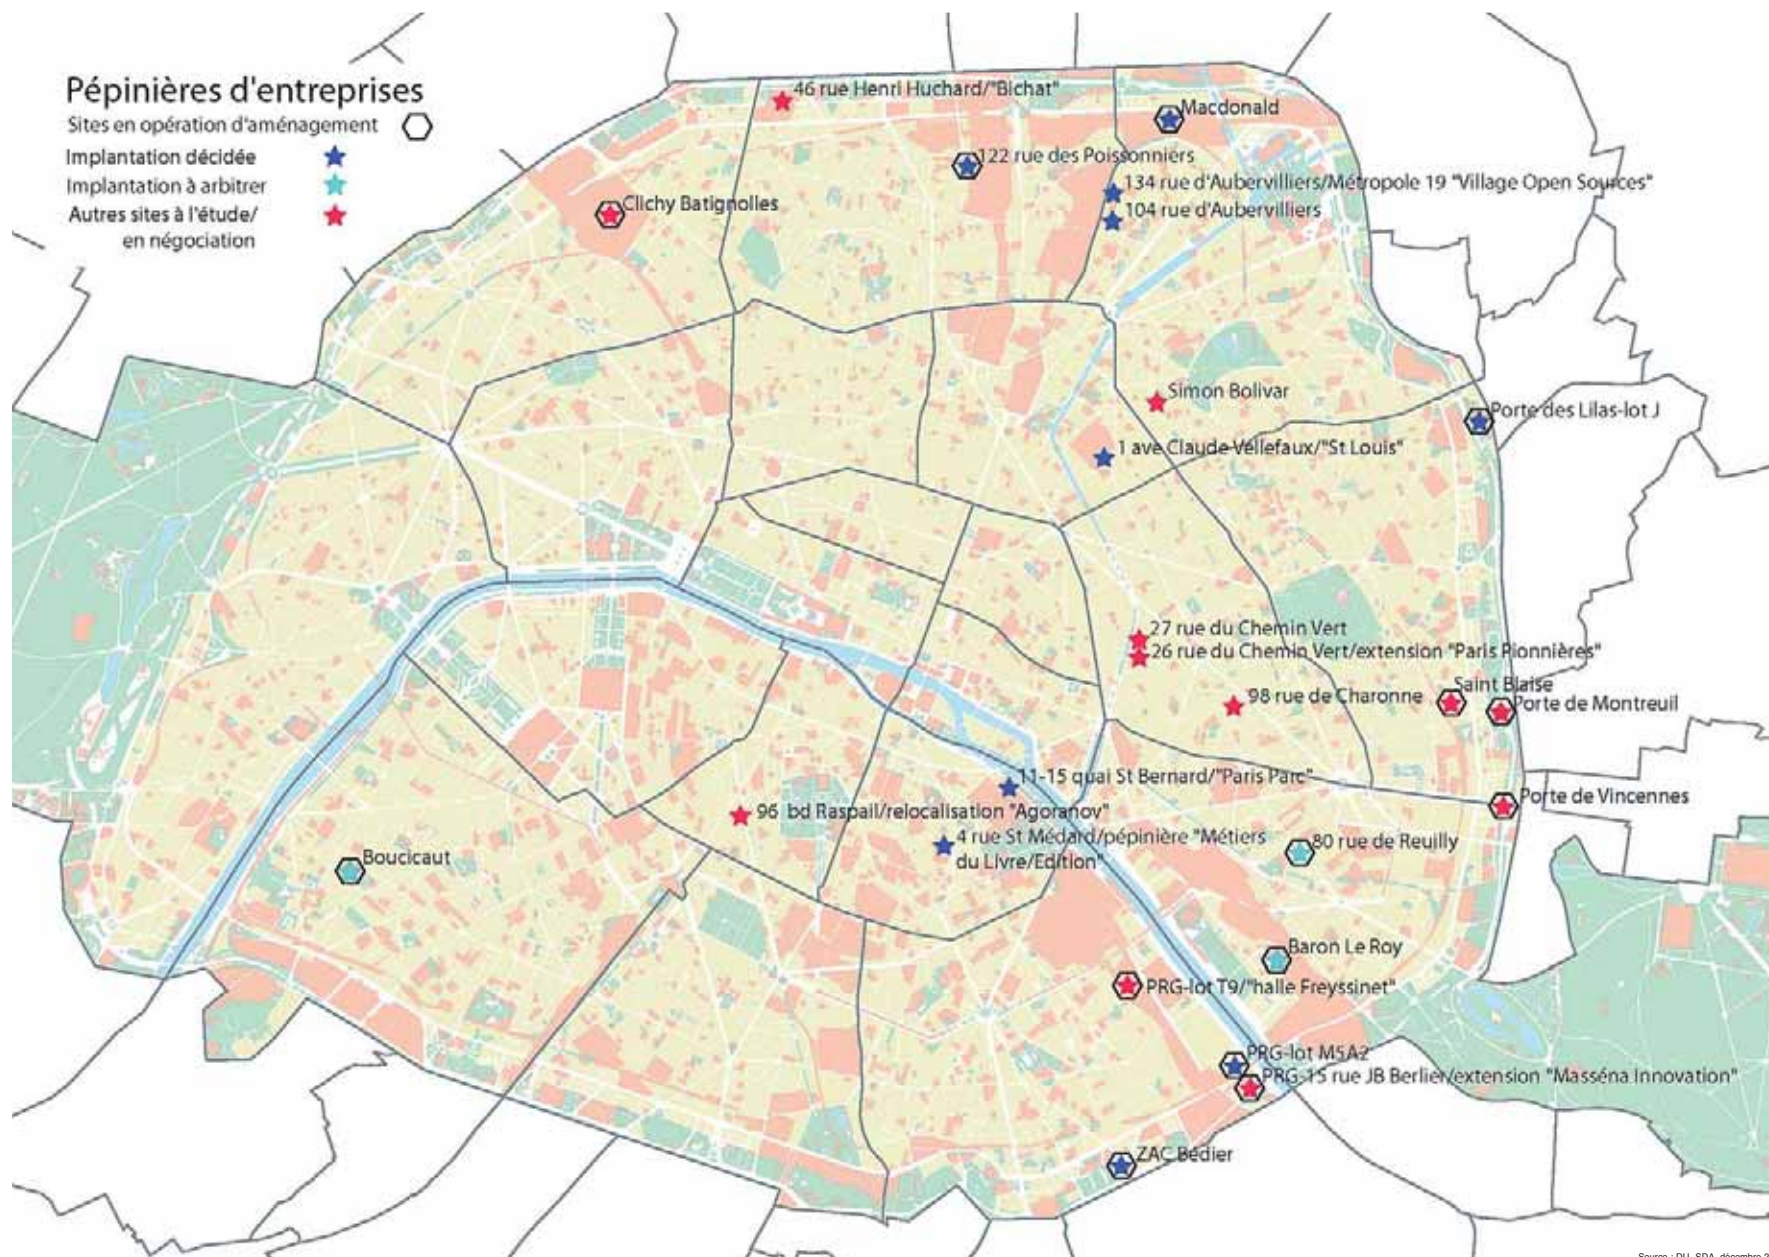 Pépinières d'entreprises
Sites en opération d'aménagement
Implantation décidée
Implantation à arbitrer
Autres sites à l'étude/
en négociation
46 rue Henri Huchard/"Bichat"
Macdonald
122 rue des Poissonniers
134 rue d'Aubervilliers/Métropole 19 "Village Open Sources"
104 rue d'Aubervilliers
Clichy Batignolles
Simon Bolivar
Porte des Lilas-lot J
1 ave Claude Vellefaux/"St Louis"
27 rue du Chemin Vert
26 rue du Chemin Vert/extension "Paris Pionnières"
Saint Blaise
98 rue de Charonne
Porte de Montreuil
11-15 quai St Bernard/"Paris Parc"
Porte de Vincennes
96 bd Raspail/relocalisation "Agoranov"
4 rue St Médard/pépinière "Métiers
du Livre/Edition"
80 rue de Reuilly
Boucicaut
Baron Le Roy
PRG-lot T9/"halle Freyssinet"
PRG-lot M5A2
PRG-15 rue JB Berlier/extension "Masséna Innovation"
ZAC Bédier